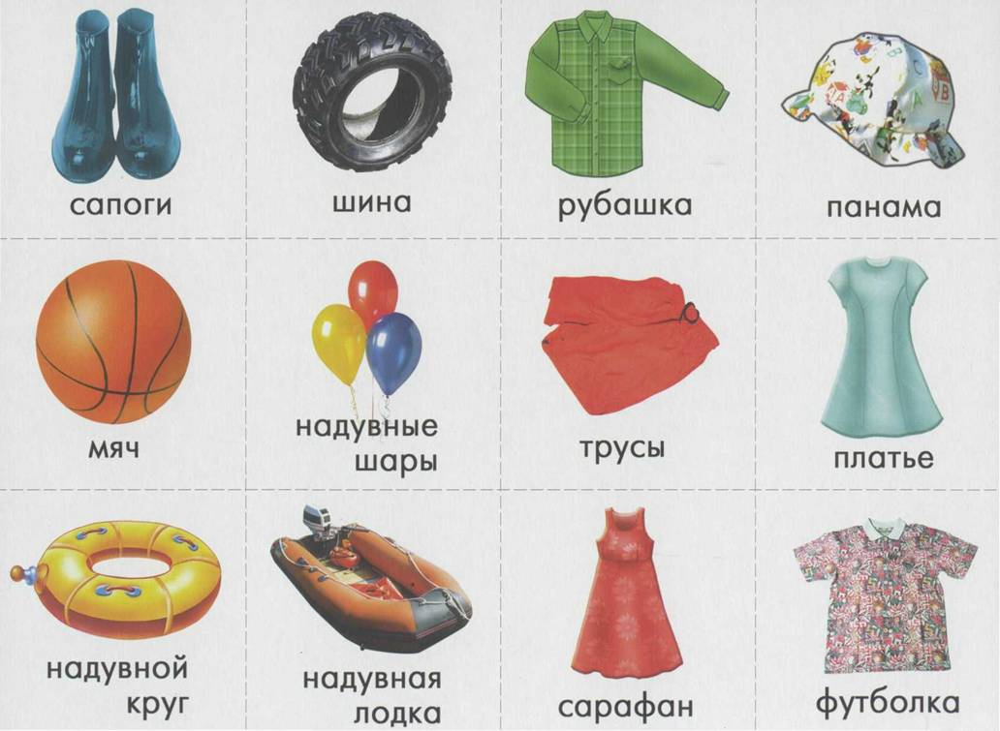 сапоги
шина
рубашка
панама
мяч
надувные
шары
трусы
платье
надувной
круг
надувная
лодка
сарафан
футболка